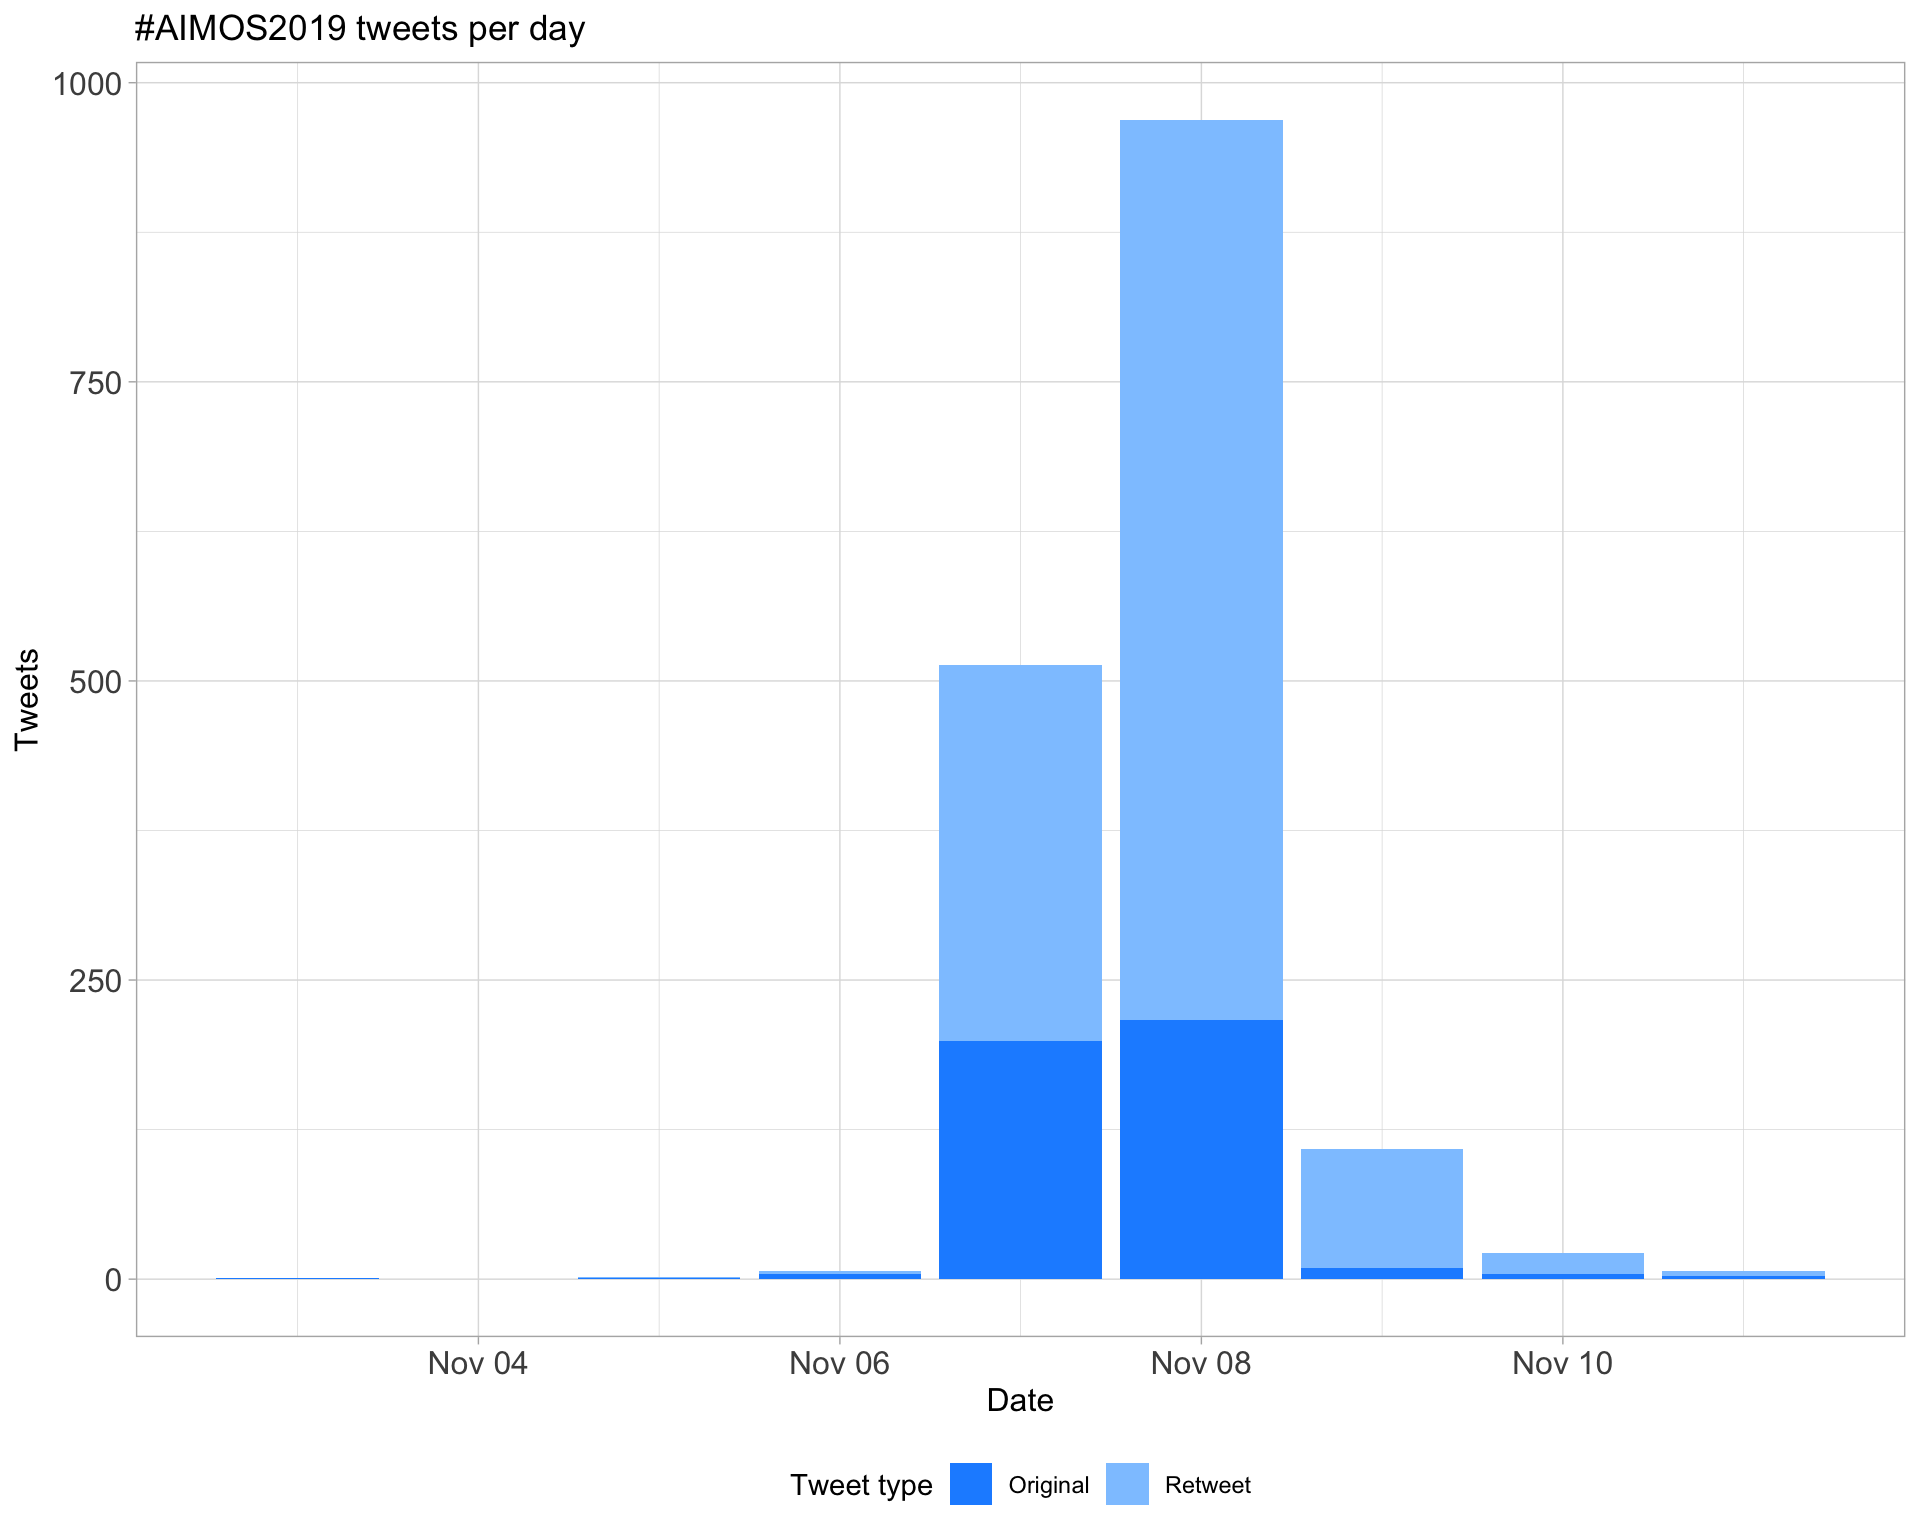 #AIMOS2019 tweets per day
1000
750
500
250
0
Tweets
Nov 04 Nov 06 Nov 08 Nov 10
Date
Tweet type Original Retweet